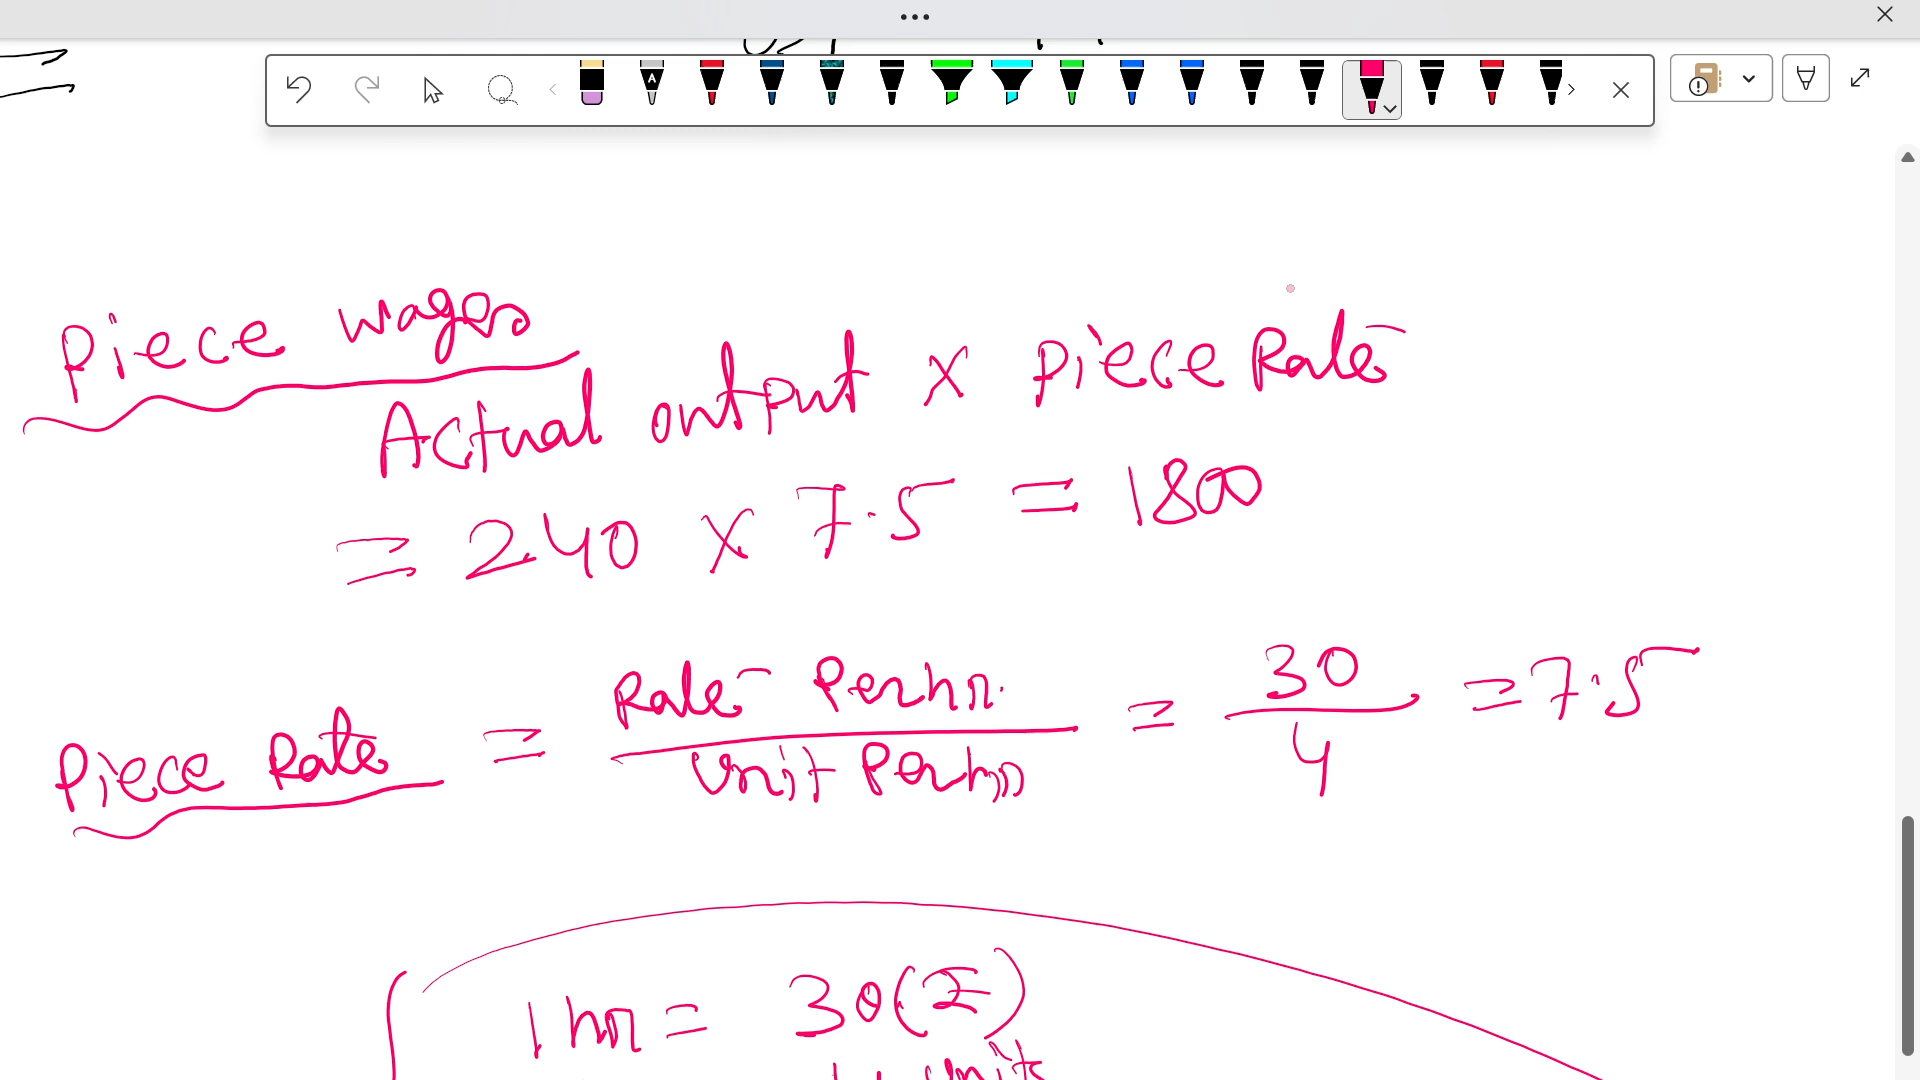 Piece wages
Actual output × Piece Rate
= 240 × 7.5 = 1800
Piece Rate = Rate Per hr. / Unit Per hr = 30 / 4 = 7.5
1 hr = 30 (₹)
units